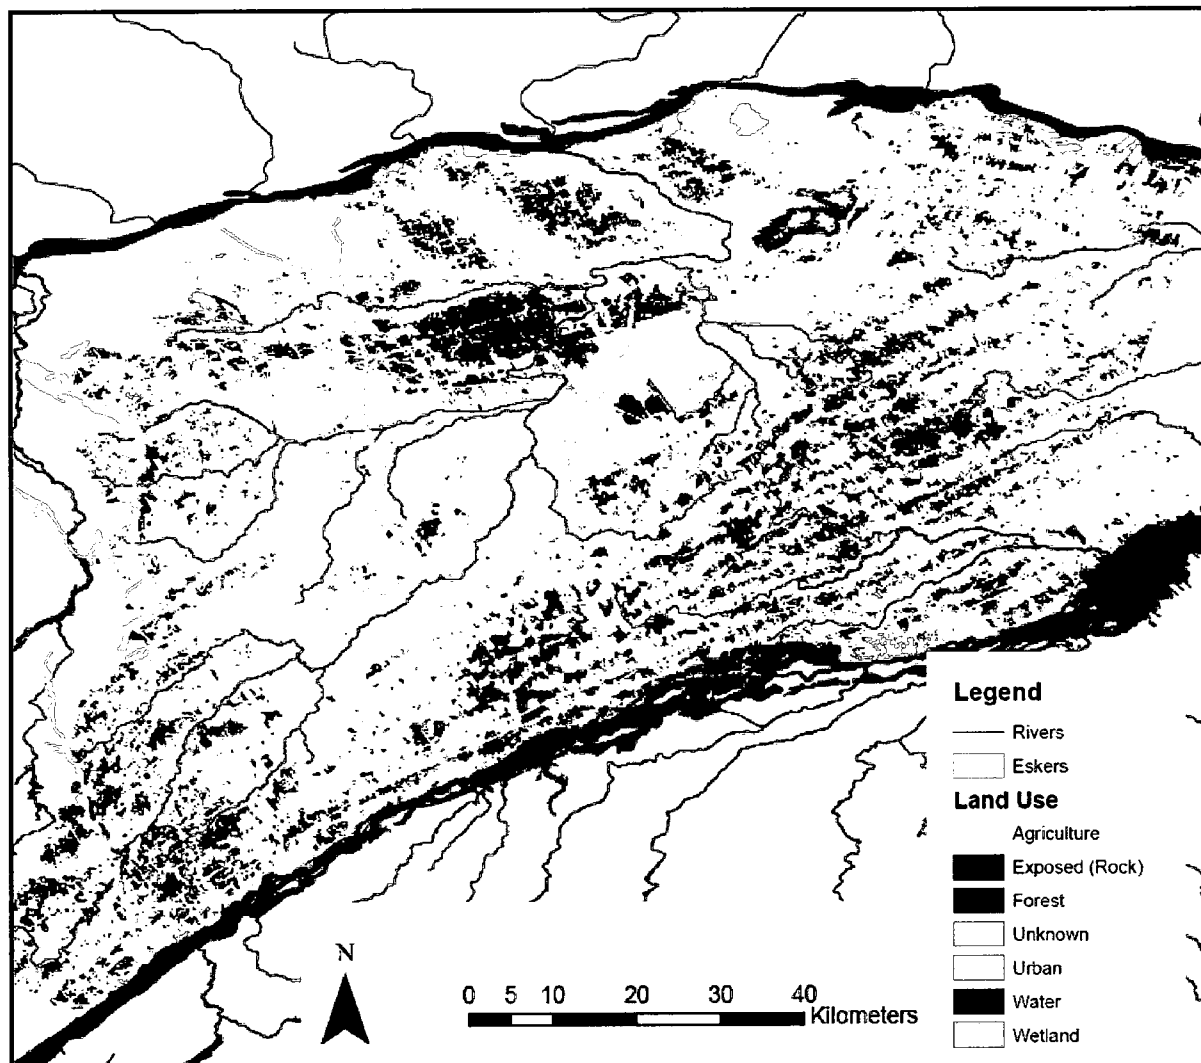 Legend
Rivers
Eskers
Land Use
Agriculture
Exposed (Rock)
Forest
Unknown
Urban
Water
Wetland
N
0 5 10 20 30 40
Kilometers